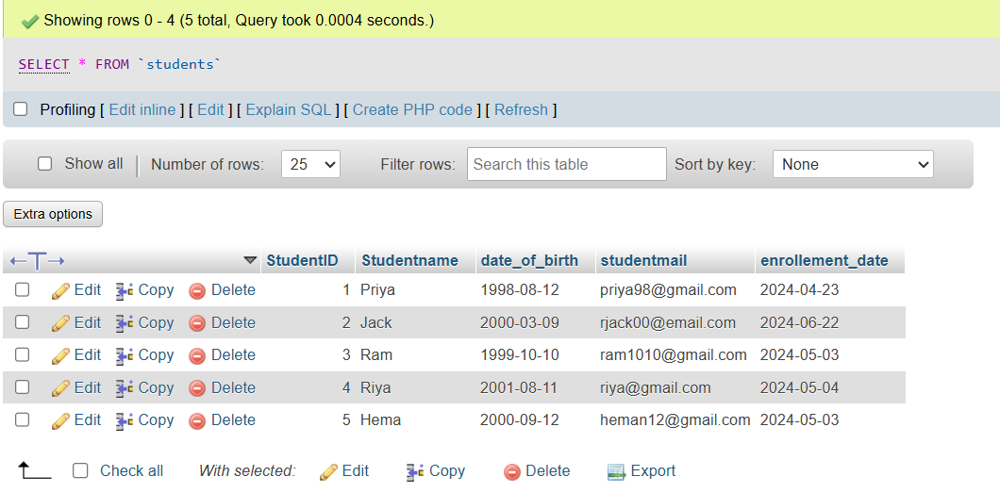 Showing rows 0 - 4 (5 total, Query took 0.0004 seconds.)
SELECT * FROM `students`
Profiling [ Edit inline ] [ Edit ] [ Explain SQL ] [ Create PHP code ] [ Refresh ]
Show all Number of rows: 25 Filter rows: Search this table Sort by key: None
Extra options
StudentID Studentname date_of_birth studentmail enrollement_date
Edit Copy Delete 1 Priya 1998-08-12 priya98@gmail.com 2024-04-23
Edit Copy Delete 2 Jack 2000-03-09 rjack00@email.com 2024-06-22
Edit Copy Delete 3 Ram 1999-10-10 ram1010@gmail.com 2024-05-03
Edit Copy Delete 4 Riya 2001-08-11 riya@gmail.com 2024-05-04
Edit Copy Delete 5 Hema 2000-09-12 heman12@gmail.com 2024-05-03
Check all With selected: Edit Copy Delete Export